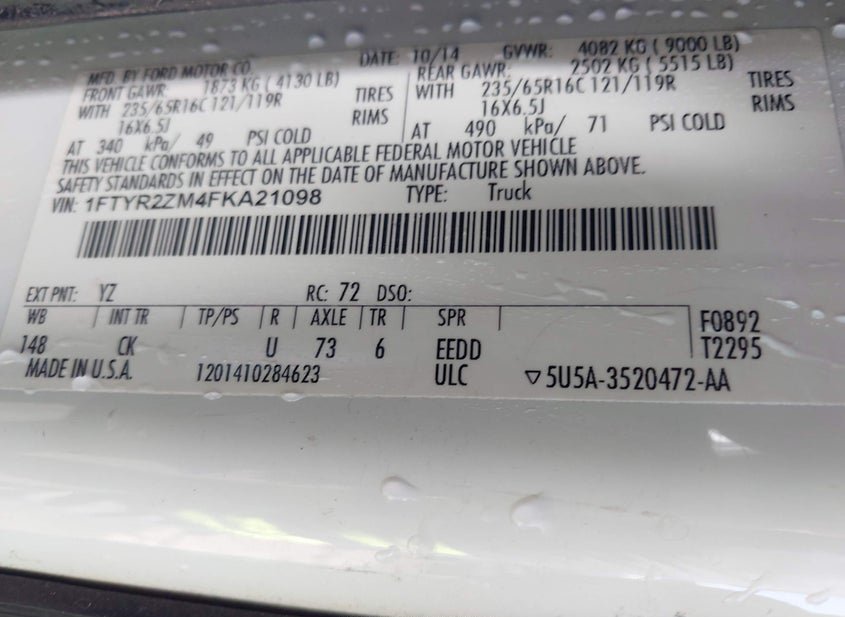 MFD. BY FORD MOTOR CO. DATE: 10/14 GVWR: 4082 KG ( 9000 LB)
FRONT GAWR: 1873 KG ( 4130 LB) REAR GAWR: 2502 KG ( 5515 LB)
WITH 235/65R16C 121/119R TIRES WITH 235/65R16C 121/119R TIRES
16X6.5J RIMS 16X6.5J RIMS
AT 340 kPa/ 49 PSI COLD AT 490 kPa/ 71 PSI COLD
THIS VEHICLE CONFORMS TO ALL APPLICABLE FEDERAL MOTOR VEHICLE
SAFETY STANDARDS IN EFFECT ON THE DATE OF MANUFACTURE SHOWN ABOVE.
VIN: 1FTYR2ZM4FKA21098 TYPE: Truck
EXT PNT: YZ RC: 72 DSO:
WB INT TR TP/PS R AXLE TR SPR F0892
148 CK U 73 6 EEDD T2295
MADE IN U.S.A. 1201410284623 ULC ▽5U5A-3520472-AA